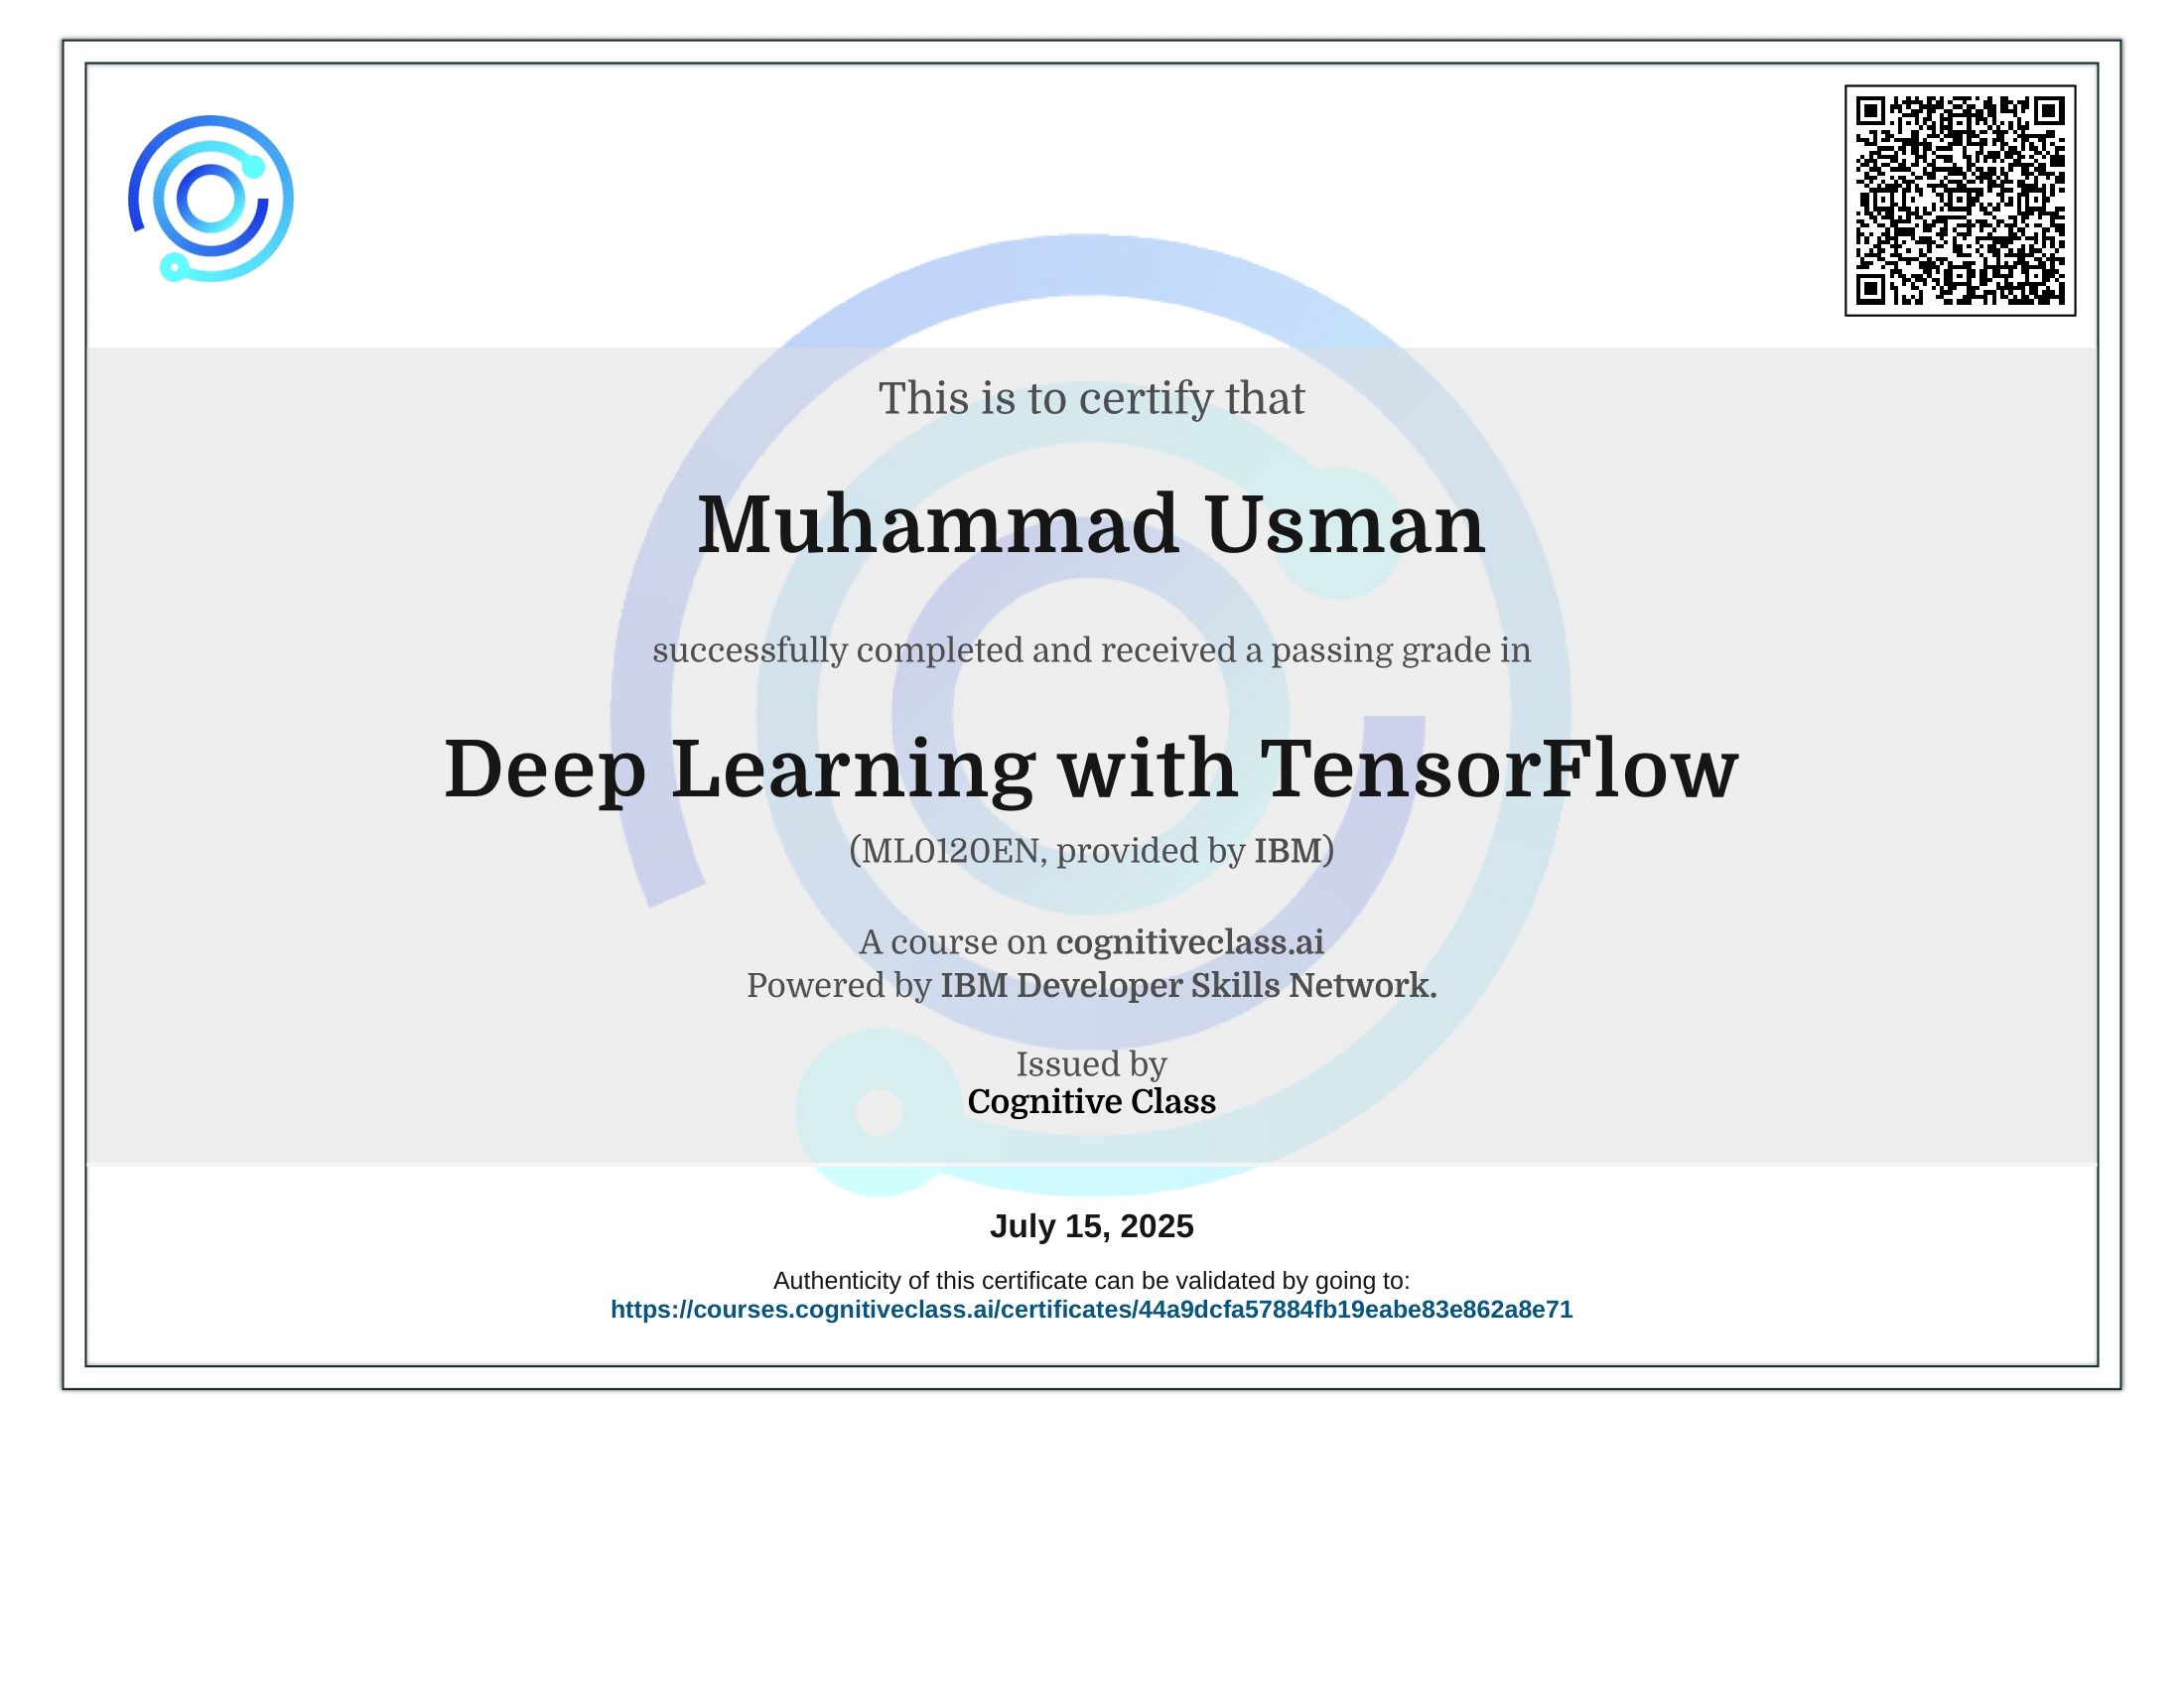 This is to certify that
Muhammad Usman
successfully completed and received a passing grade in
Deep Learning with TensorFlow
(ML0120EN, provided by IBM)
A course on cognitiveclass.ai
Powered by IBM Developer Skills Network.
Issued by
Cognitive Class
July 15, 2025
Authenticity of this certificate can be validated by going to:
https://courses.cognitiveclass.ai/certificates/44a9dcfa57884fb19eabe83e862a8e71